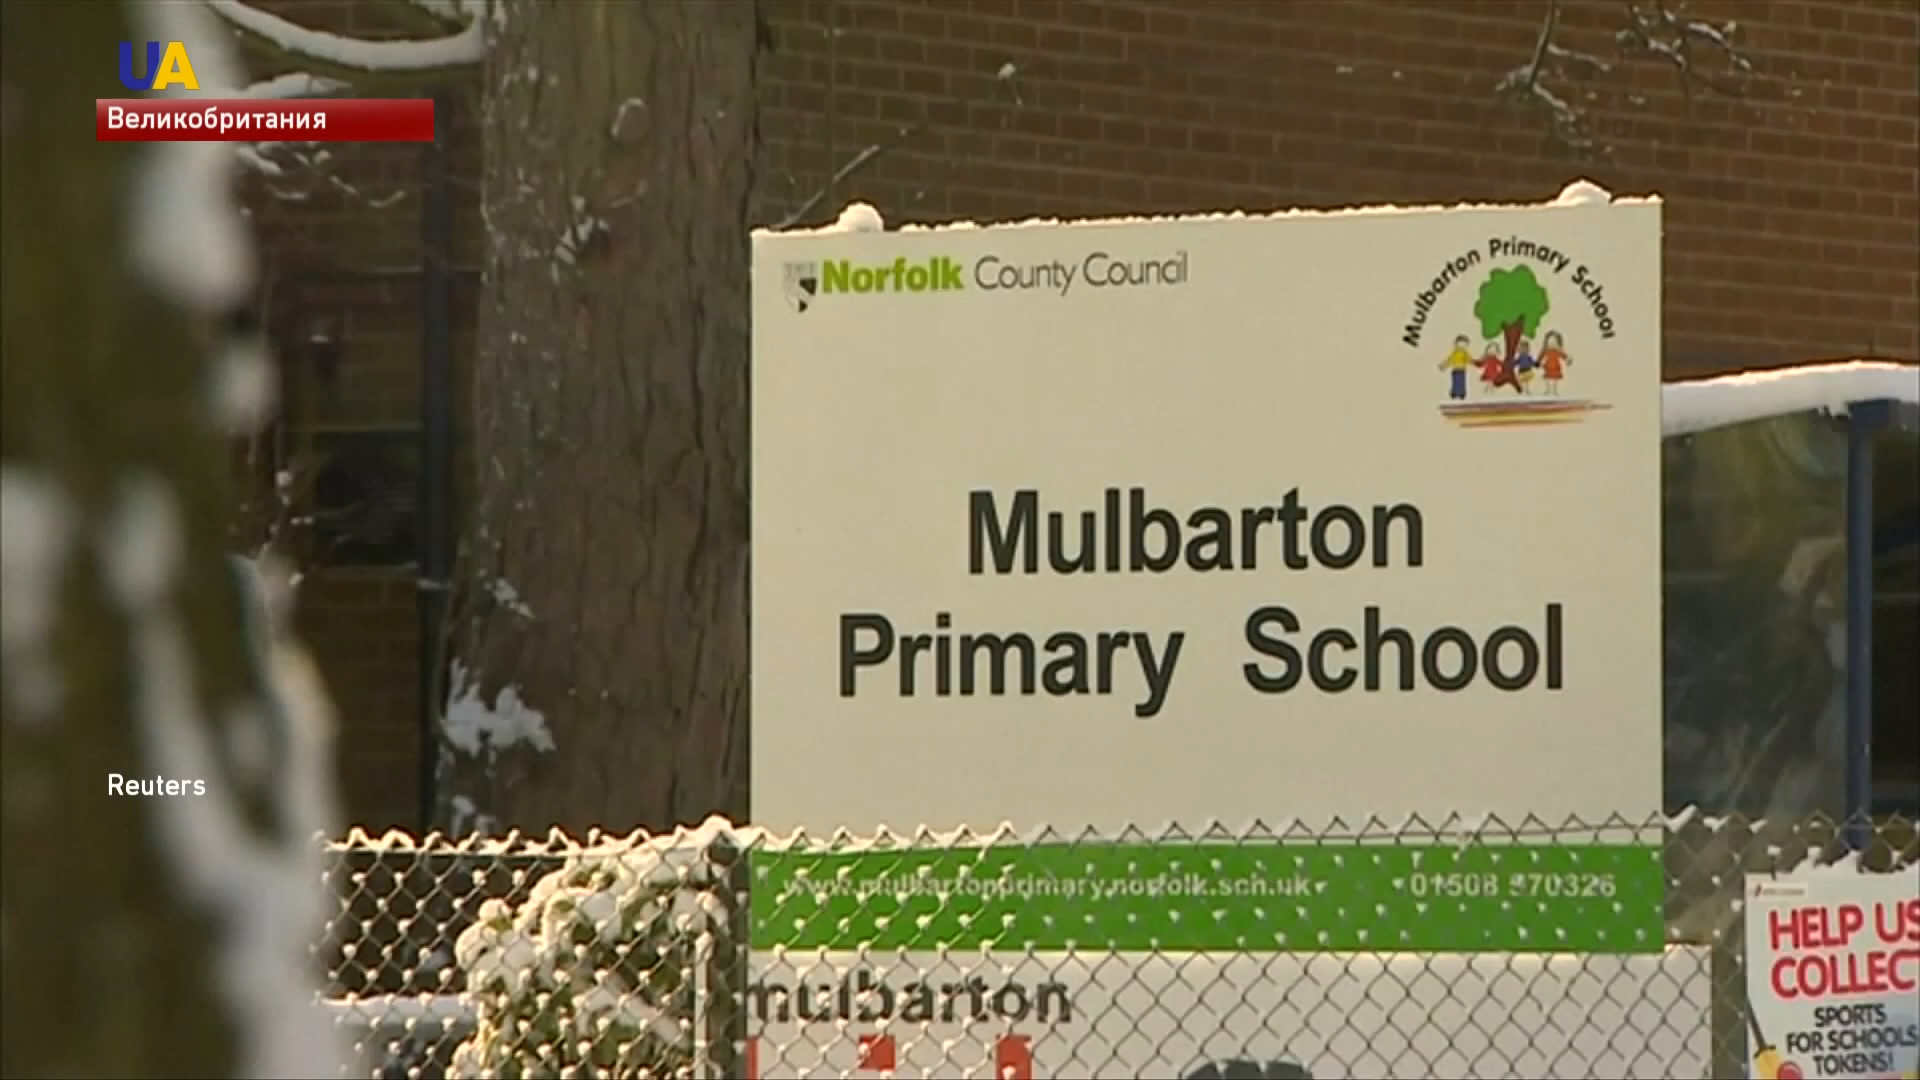 UA
Великобритания
Norfolk County Council
Mulbarton Primary School
Mulbarton
Primary School
Reuters
www.mulbartonprimary.norfolk.sch.uk
01508 570326
mulbarton
HELP US
COLLECT
SPORTS
FOR SCHOOLS
TOKENS!